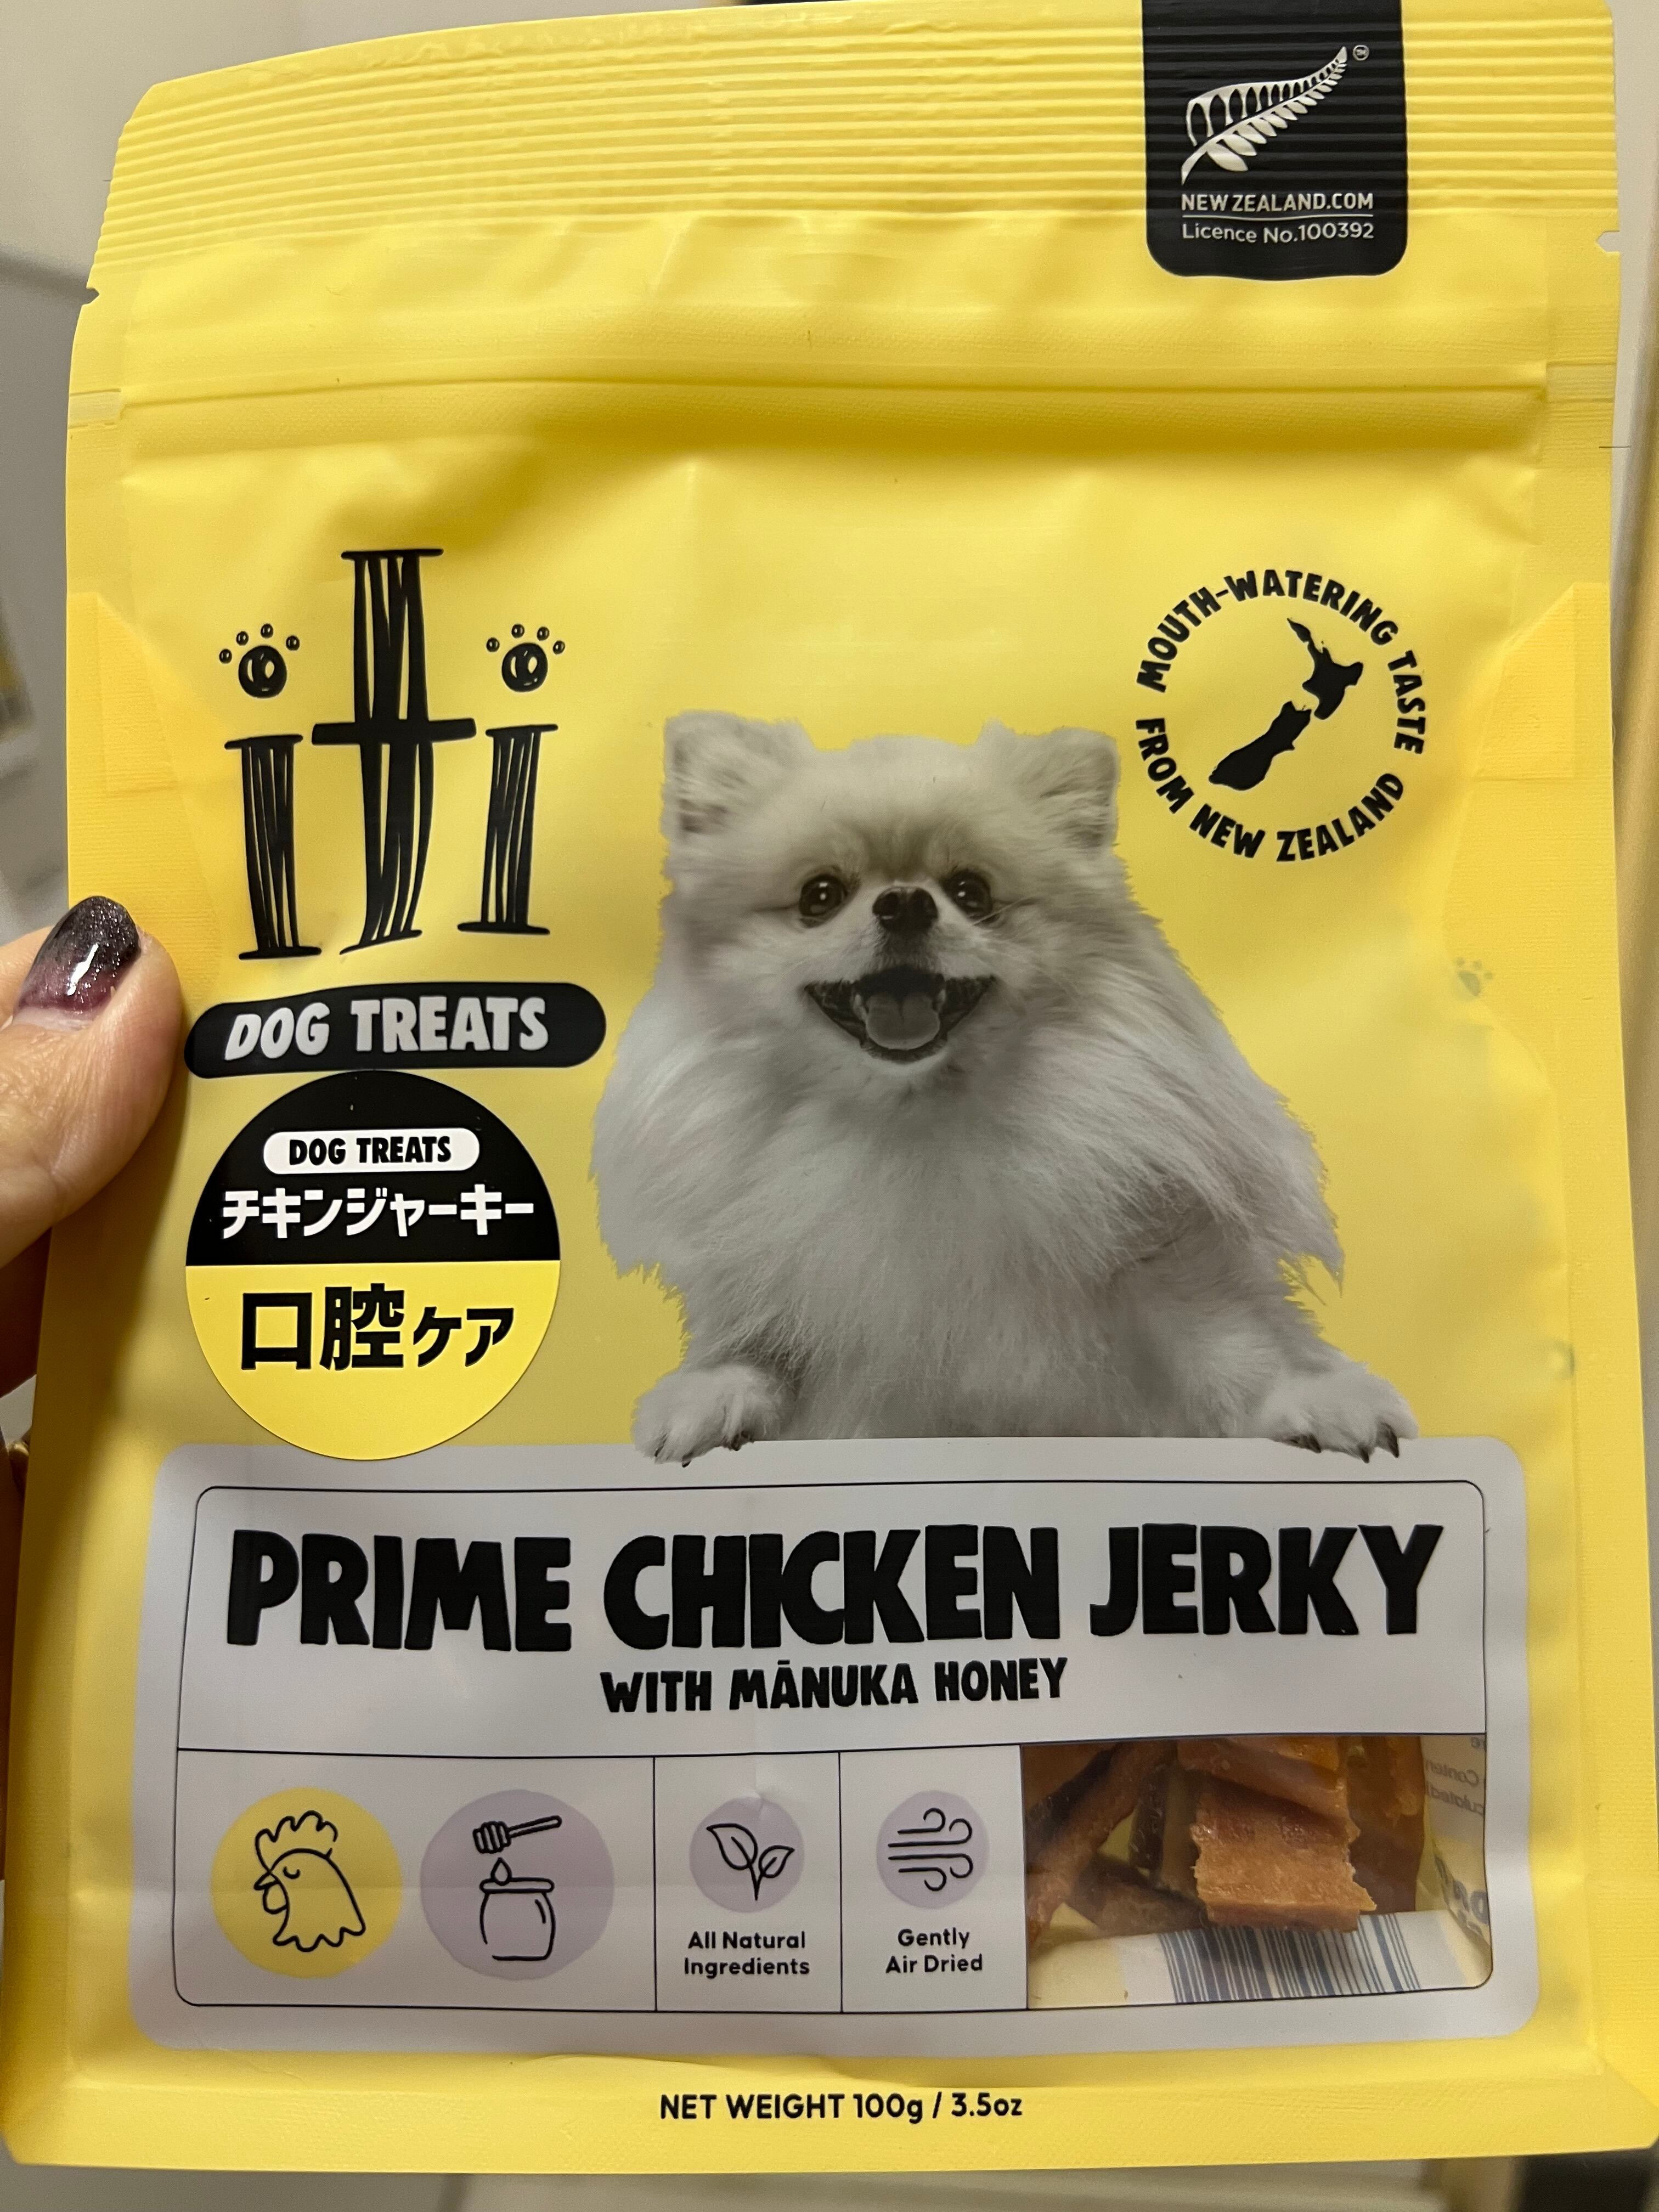 NEW ZEALAND.COM
Licence No.100392
iti
MOUTH-WATERING TASTE
FROM NEW ZEALAND
DOG TREATS
DOG TREATS
チキンジャーキー
口腔ケア
PRIME CHICKEN JERKY
WITH MĀNUKA HONEY
All Natural
Ingredients
Gently
Air Dried
NET WEIGHT 100g / 3.5oz